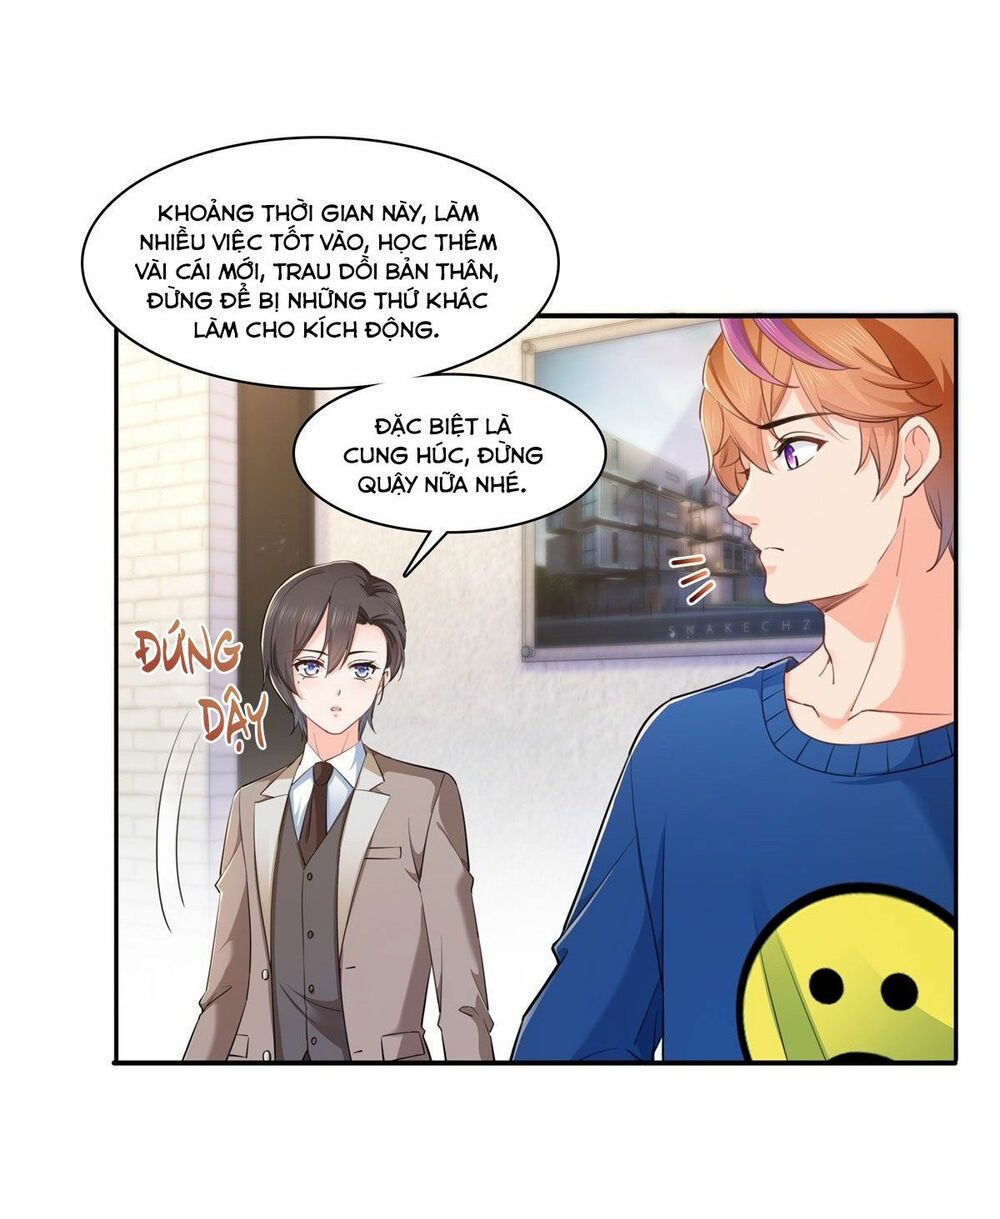 KHOẢNG THỜI GIAN NÀY, LÀM
NHIỀU VIỆC TỐT VÀO, HỌC THÊM
VÀI CÁI MỚI, TRAU DỒI BẢN THÂN,
ĐỪNG ĐỂ BỊ NHỮNG THỨ KHÁC
LÀM CHO KÍCH ĐỘNG.
ĐẶC BIỆT LÀ
CUNG HÚC, ĐỪNG
QUẬY NỮA NHÉ.
SNAKECHZ
ĐỨNG
DẬY